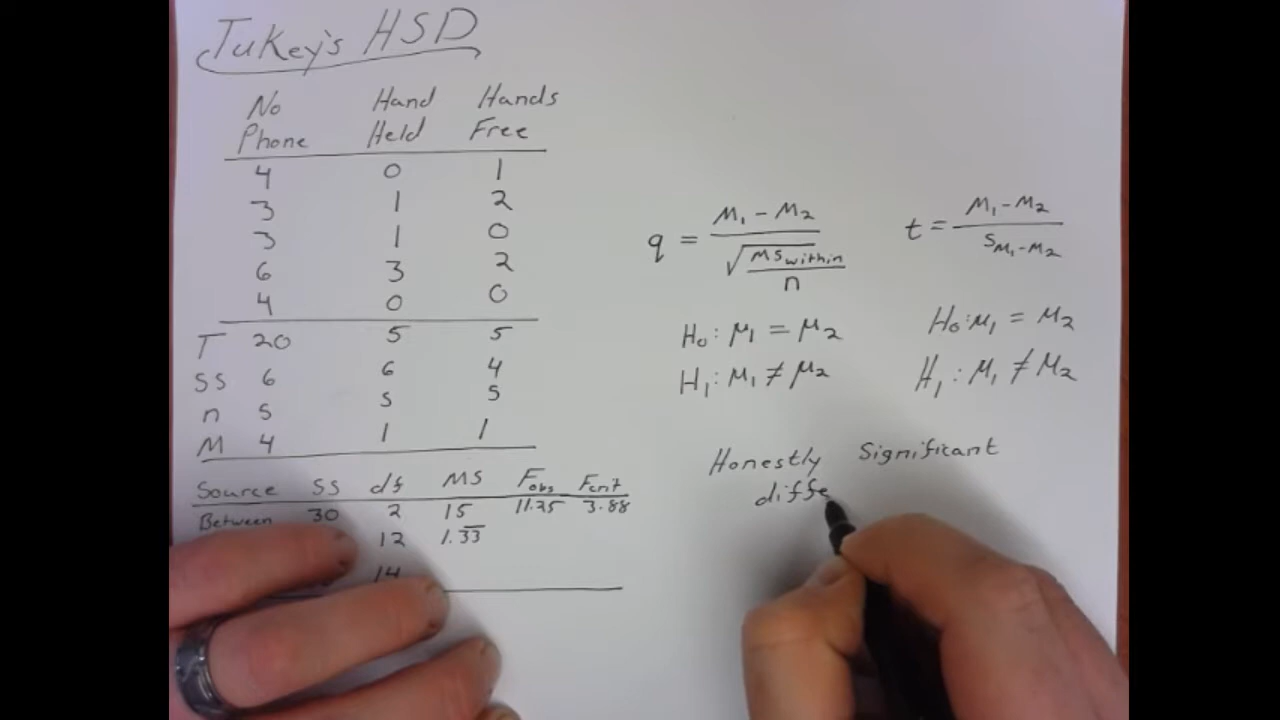 Tukey's HSD
No Phone Hand Held Hands Free
4 0 1
3 1 2
3 1 0
6 3 2
4 0 0
T 20 5 5
SS 6 6 4
n 5 5 5
M 4 1 1
Source SS df MS Fobs Fcrit
Between 30 2 15 11.25 3.88
12 1.33
14
q = M₁ - M₂
√MSwithin
n
H₀: μ₁ = μ₂
H₁: μ₁ ≠ μ₂
t = M₁ - M₂
sM₁-M₂
H₀: μ₁ = μ₂
H₁: μ₁ ≠ μ₂
Honestly Significant
diffe